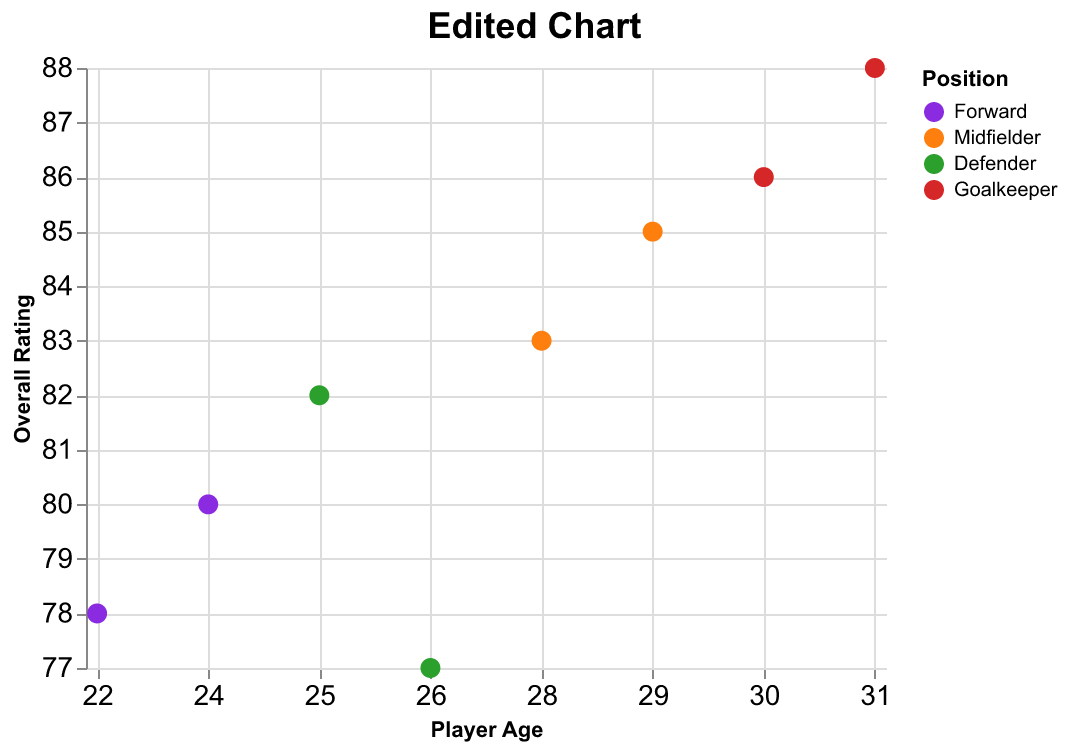 Edited Chart
88
87
86
85
84
83
82
81
80
79
78
77
Overall Rating
22 24 25 26 28 29 30 31
Player Age
Position
Forward
Midfielder
Defender
Goalkeeper